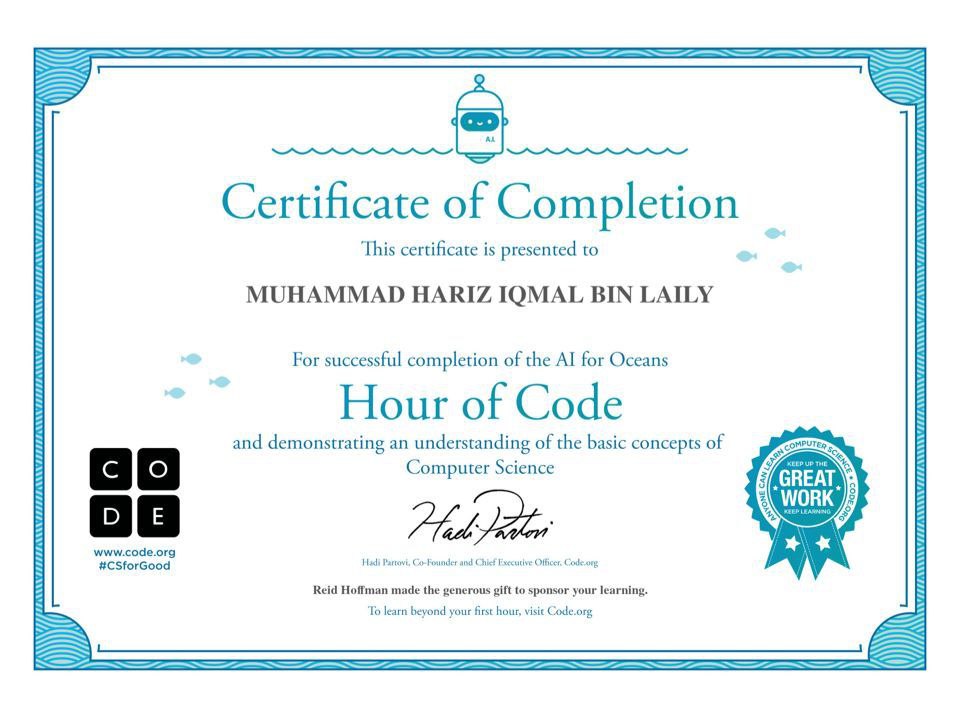 A.I.
Certificate of Completion
This certificate is presented to
MUHAMMAD HARIZ IQMAL BIN LAILY
For successful completion of the AI for Oceans
Hour of Code
and demonstrating an understanding of the basic concepts of
Computer Science
C O
D E
www.code.org
#CSforGood
ANYONE CAN LEARN COMPUTER SCIENCE • CODE.ORG
KEEP UP THE
GREAT
WORK
KEEP LEARNING
Hadi Partovi
Hadi Partovi, Co-Founder and Chief Executive Officer, Code.org
Reid Hoffman made the generous gift to sponsor your learning.
To learn beyond your first hour, visit Code.org